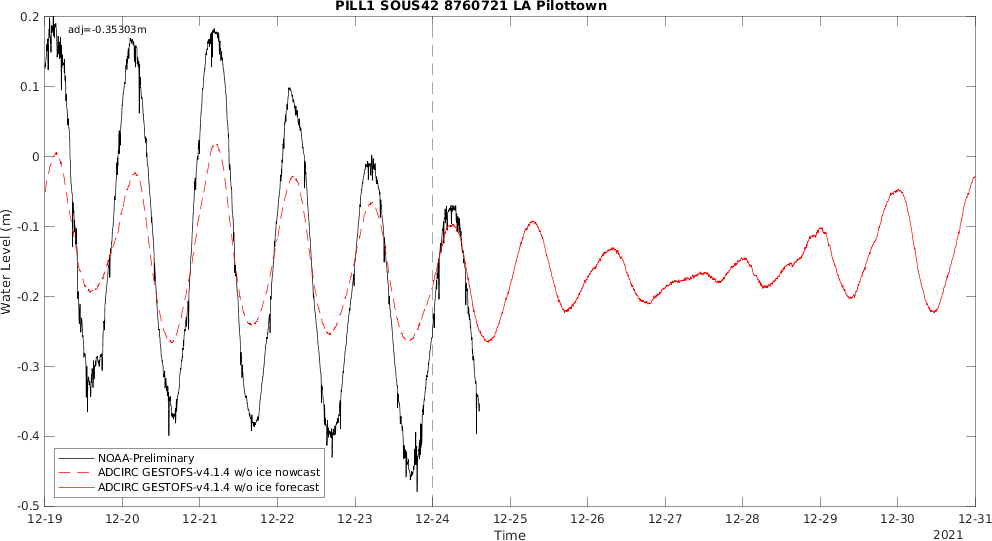 PILL1 SOUS42 8760721 LA Pilottown
adj=-0.35303m
0.2
0.1
0
-0.1
-0.2
-0.3
-0.4
-0.5
Water Level (m)
NOAA-Preliminary
ADCIRC GESTOFS-v4.1.4 w/o ice nowcast
ADCIRC GESTOFS-v4.1.4 w/o ice forecast
12-19 12-20 12-21 12-22 12-23 12-24 12-25 12-26 12-27 12-28 12-29 12-30 12-31
Time
2021